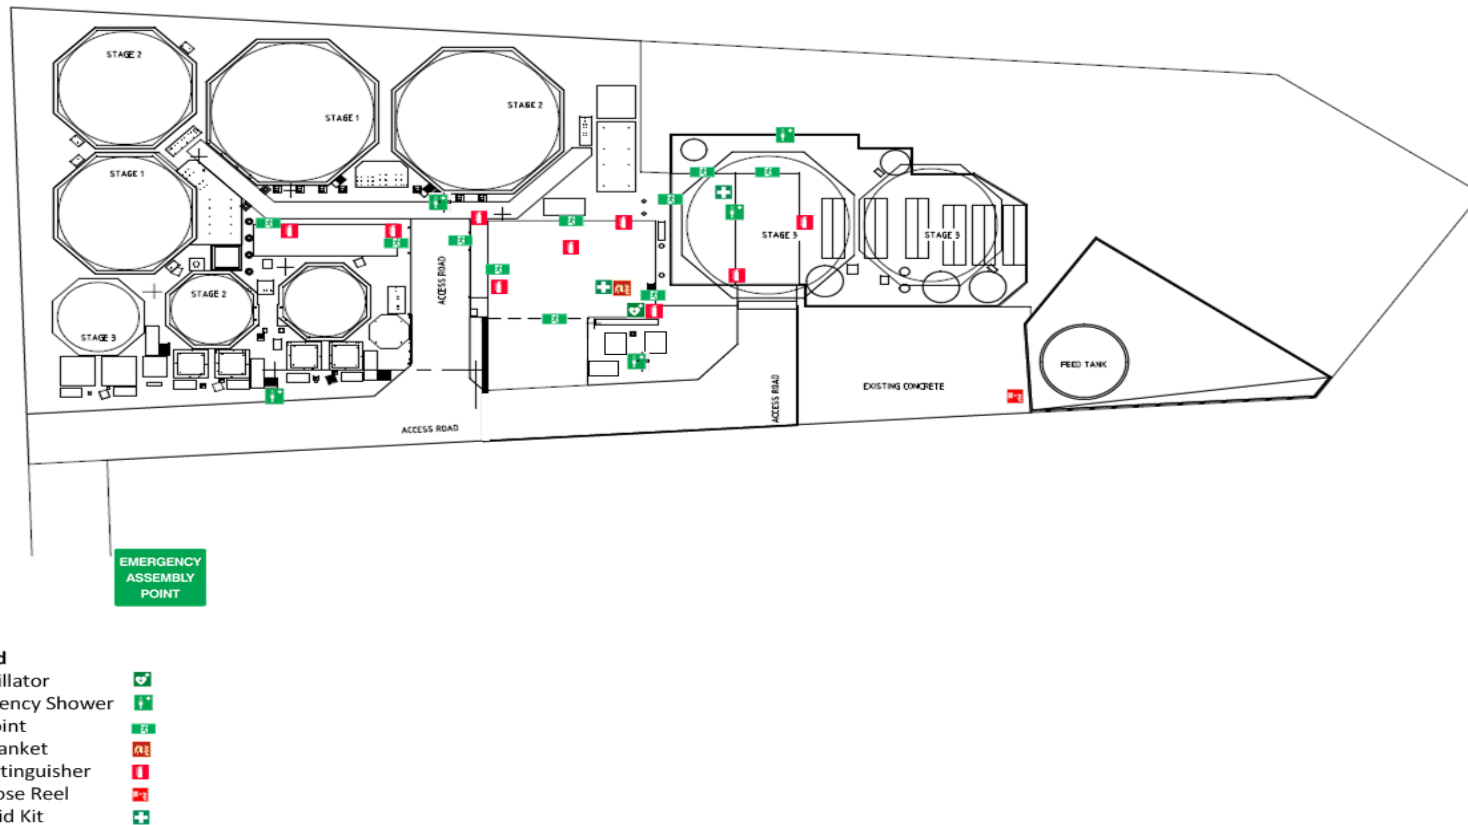 STAGE 2
STAGE 1
STAGE 2
STAGE 1
STAGE 3
STAGE 3
STAGE 2
STAGE 3
ACCESS ROAD
FEED TANK
ACCESS ROAD
EXISTING CONCRETE
ACCESS ROAD
EMERGENCY
ASSEMBLY
POINT
d
illator
ency Shower
oint
anket
tinguisher
ose Reel
id Kit